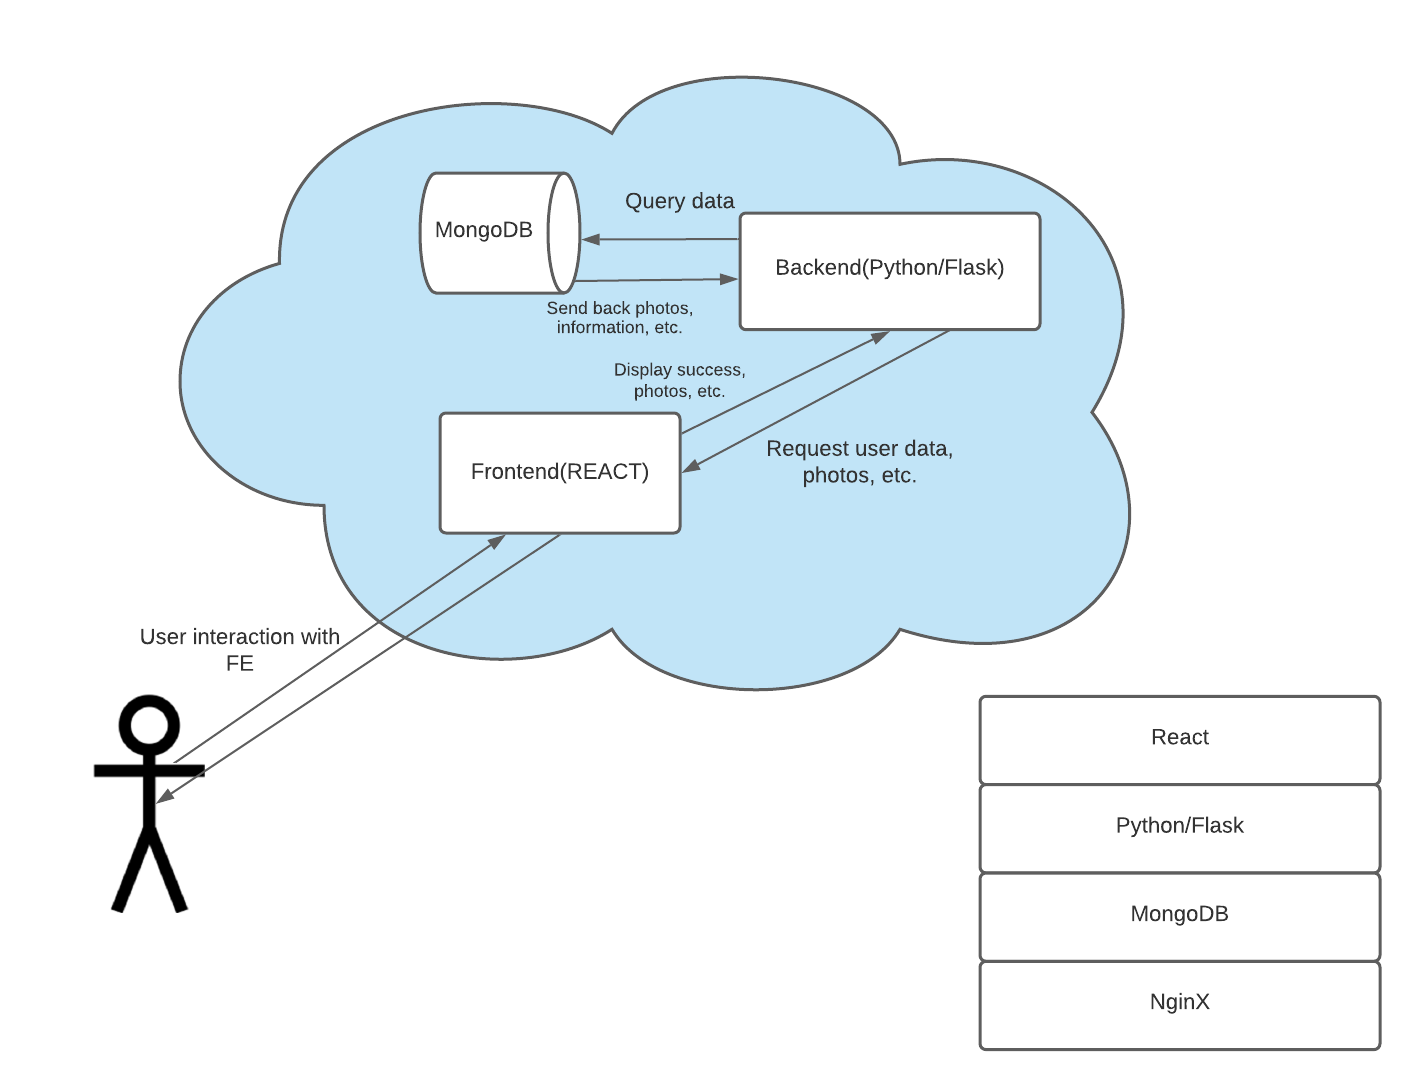 Query data
MongoDB
Backend(Python/Flask)
Send back photos,
information, etc.
Display success,
photos, etc.
Request user data,
photos, etc.
Frontend(REACT)
User interaction with
FE
React
Python/Flask
MongoDB
NginX